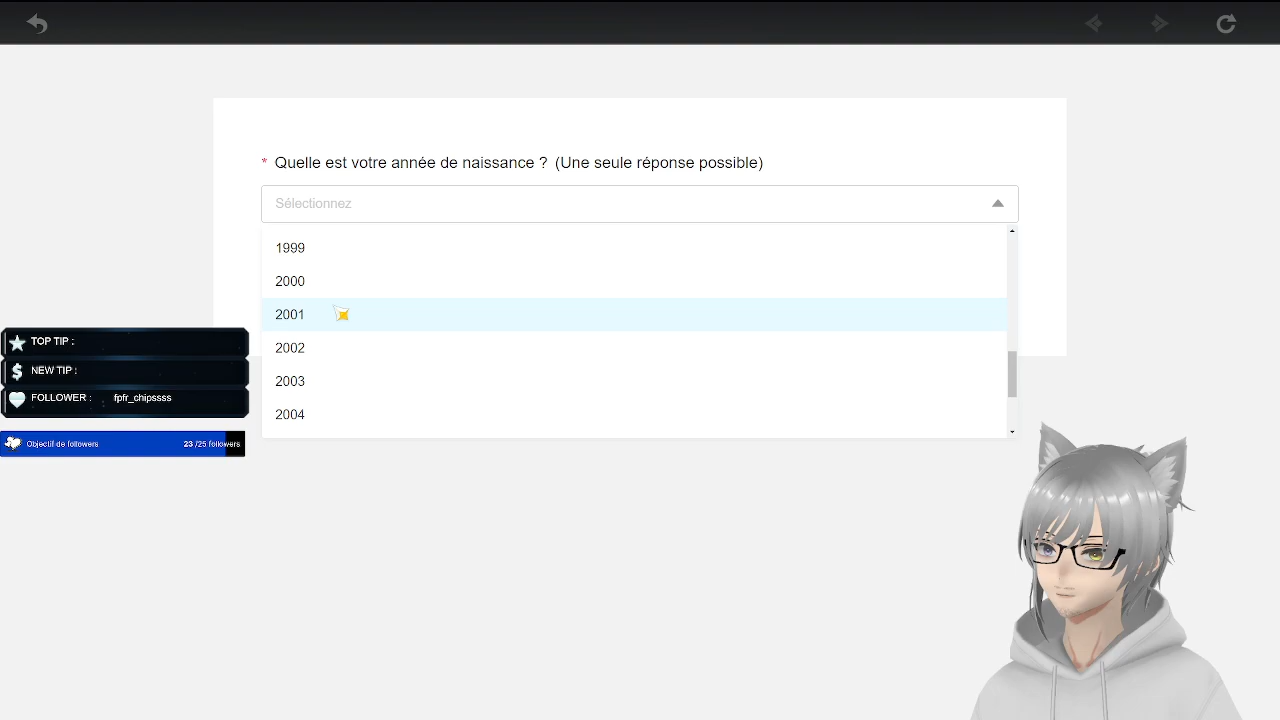 * Quelle est votre année de naissance ? (Une seule réponse possible)
Sélectionnez
1999
2000
2001
2002
2003
2004
TOP TIP :
NEW TIP :
FOLLOWER : fpfr_chipssss
Objectif de followers 23 /25 followers